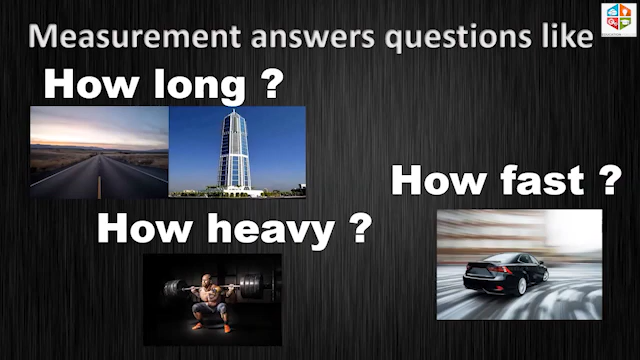 Measurement answers questions like
How long ?
How fast ?
How heavy ?